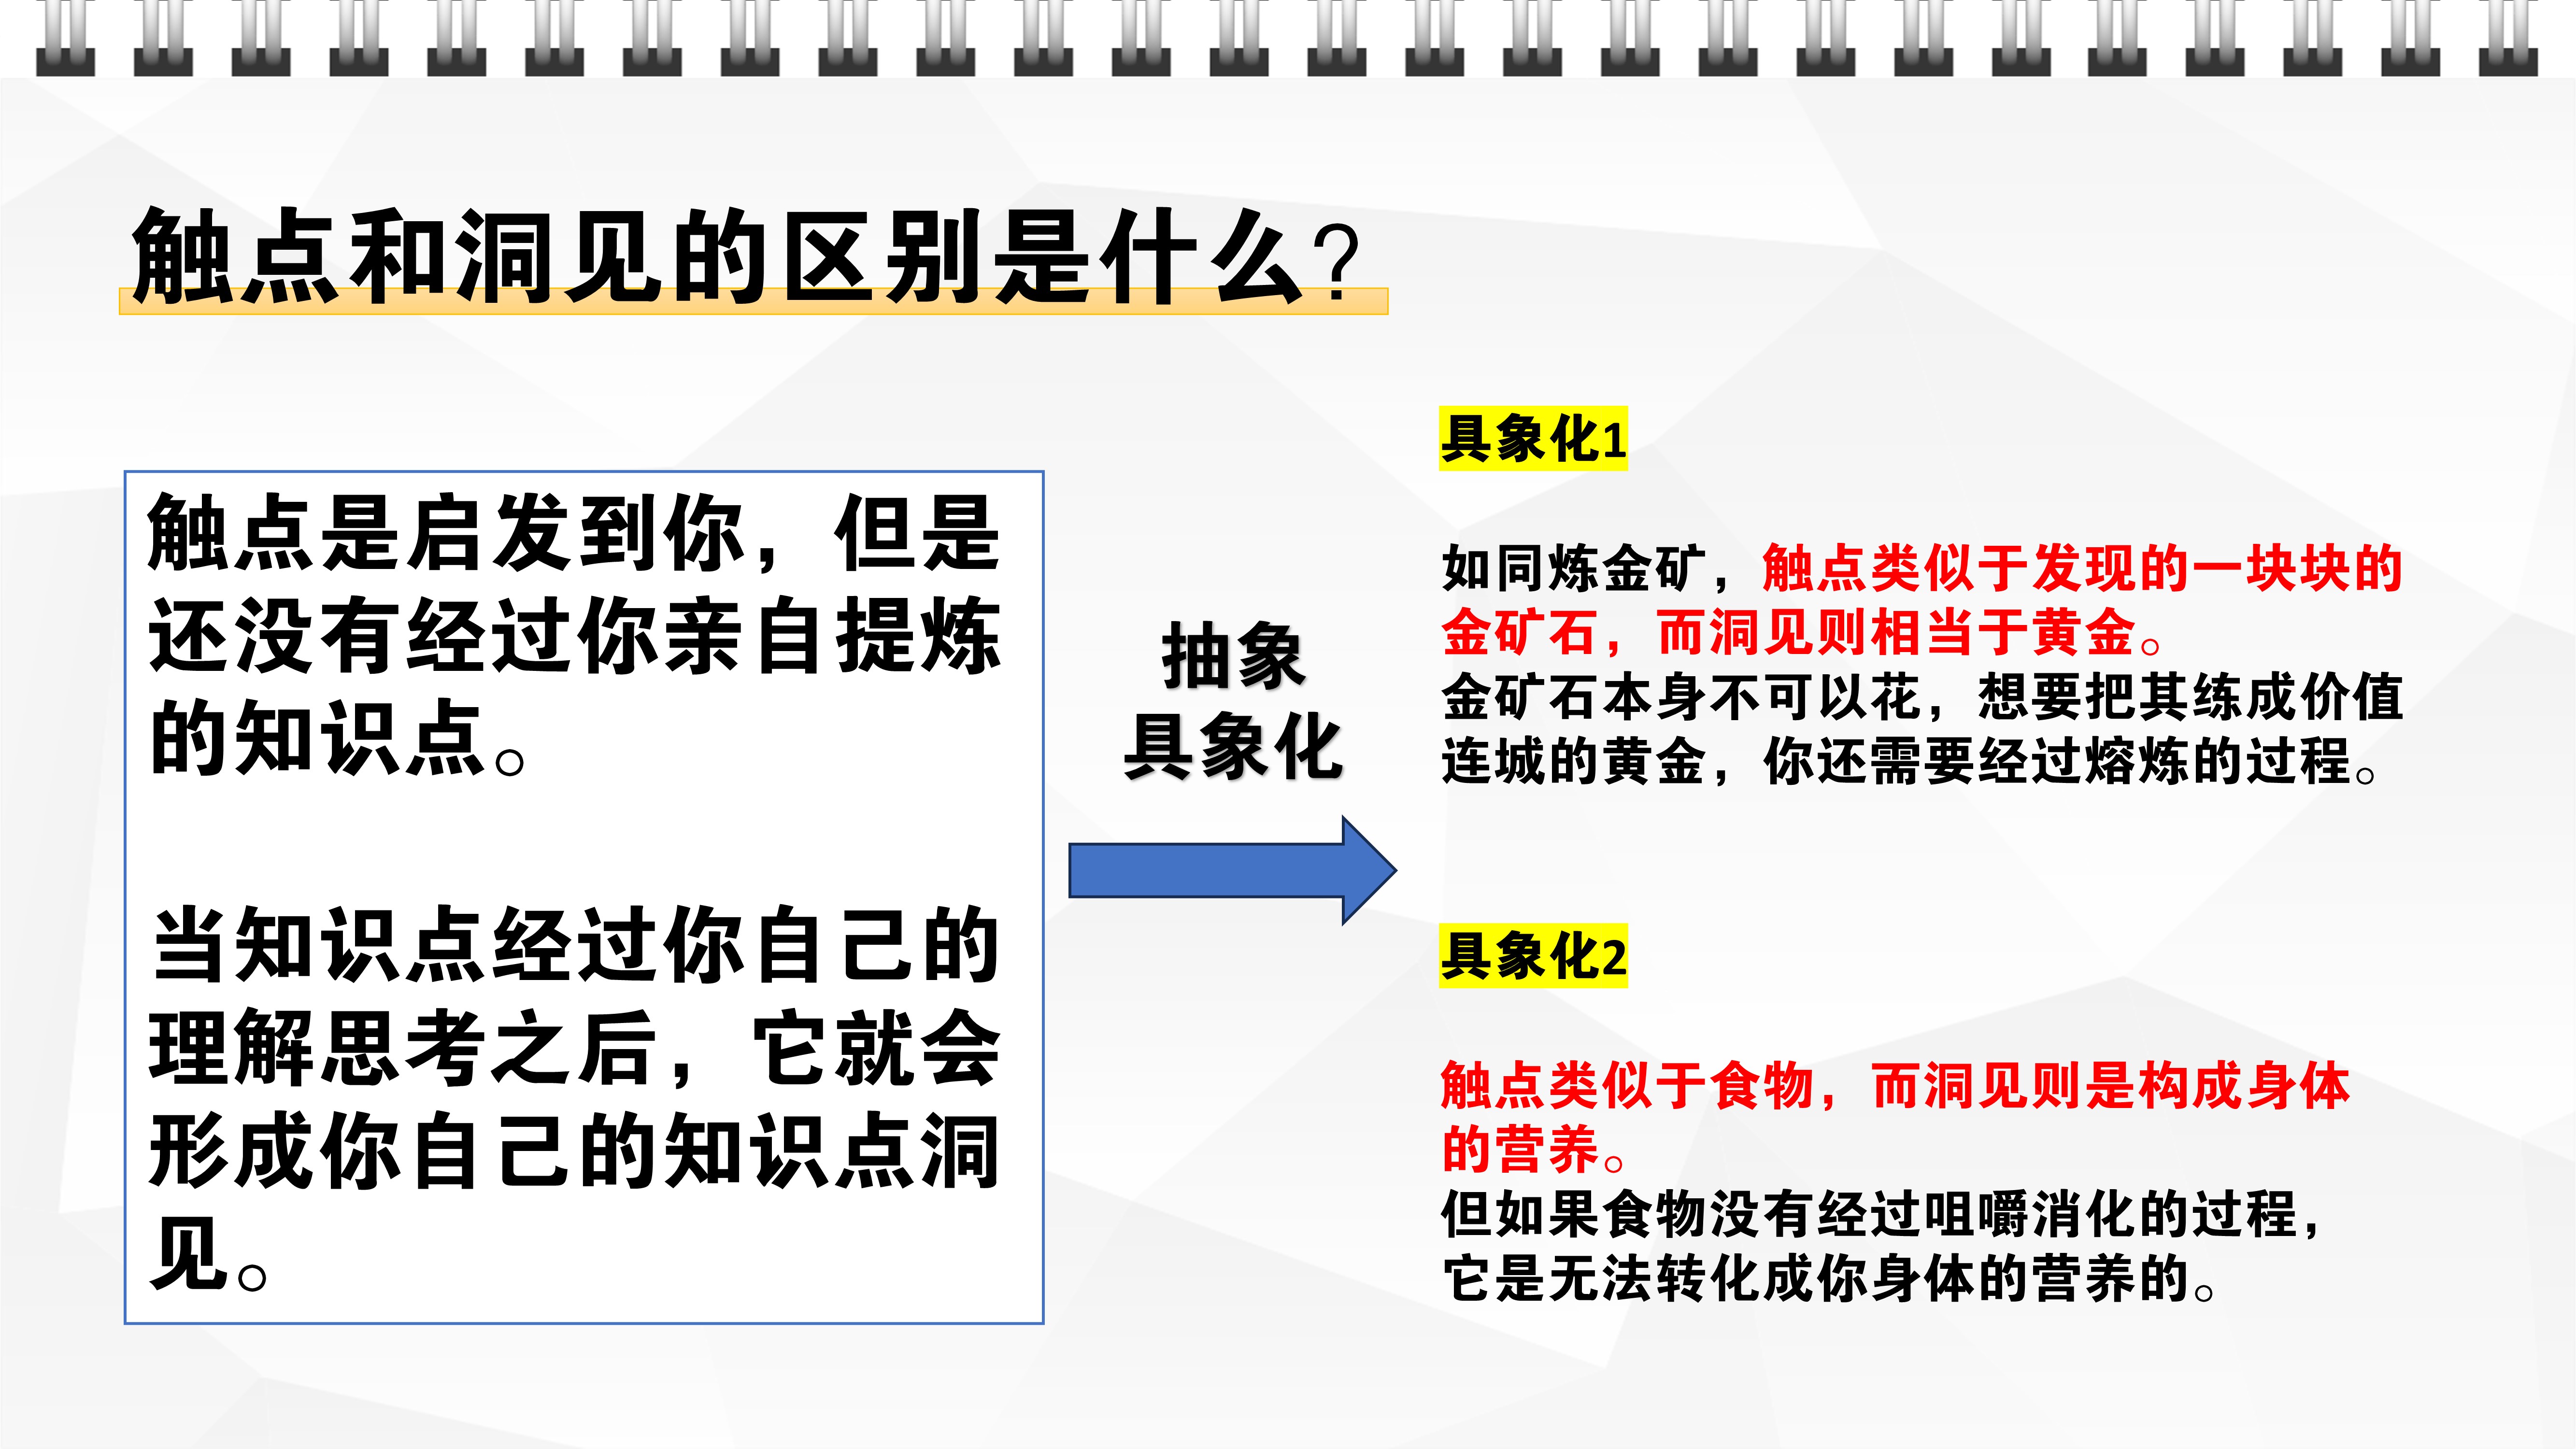 触点和洞见的区别是什么?
触点是启发到你，但是
还没有经过你亲自提炼
的知识点。
当知识点经过你自己的
理解思考之后，它就会
形成你自己的知识点洞
见。
抽象
具象化
具象化1
如同炼金矿，触点类似于发现的一块块的
金矿石，而洞见则相当于黄金。
金矿石本身不可以花，想要把其练成价值
连城的黄金，你还需要经过熔炼的过程。
具象化2
触点类似于食物，而洞见则是构成身体
的营养。
但如果食物没有经过咀嚼消化的过程，
它是无法转化成你身体的营养的。